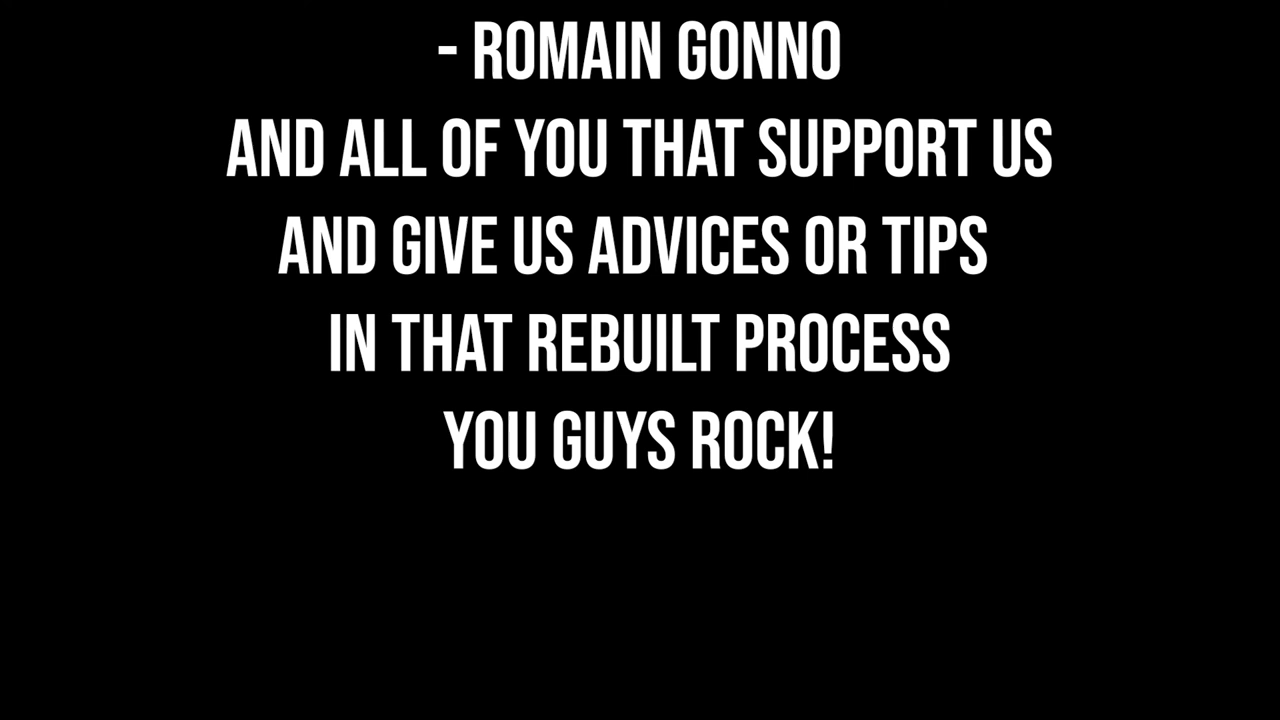 - ROMAIN GONNO
AND ALL OF YOU THAT SUPPORT US
AND GIVE US ADVICES OR TIPS
IN THAT REBUILT PROCESS
YOU GUYS ROCK!